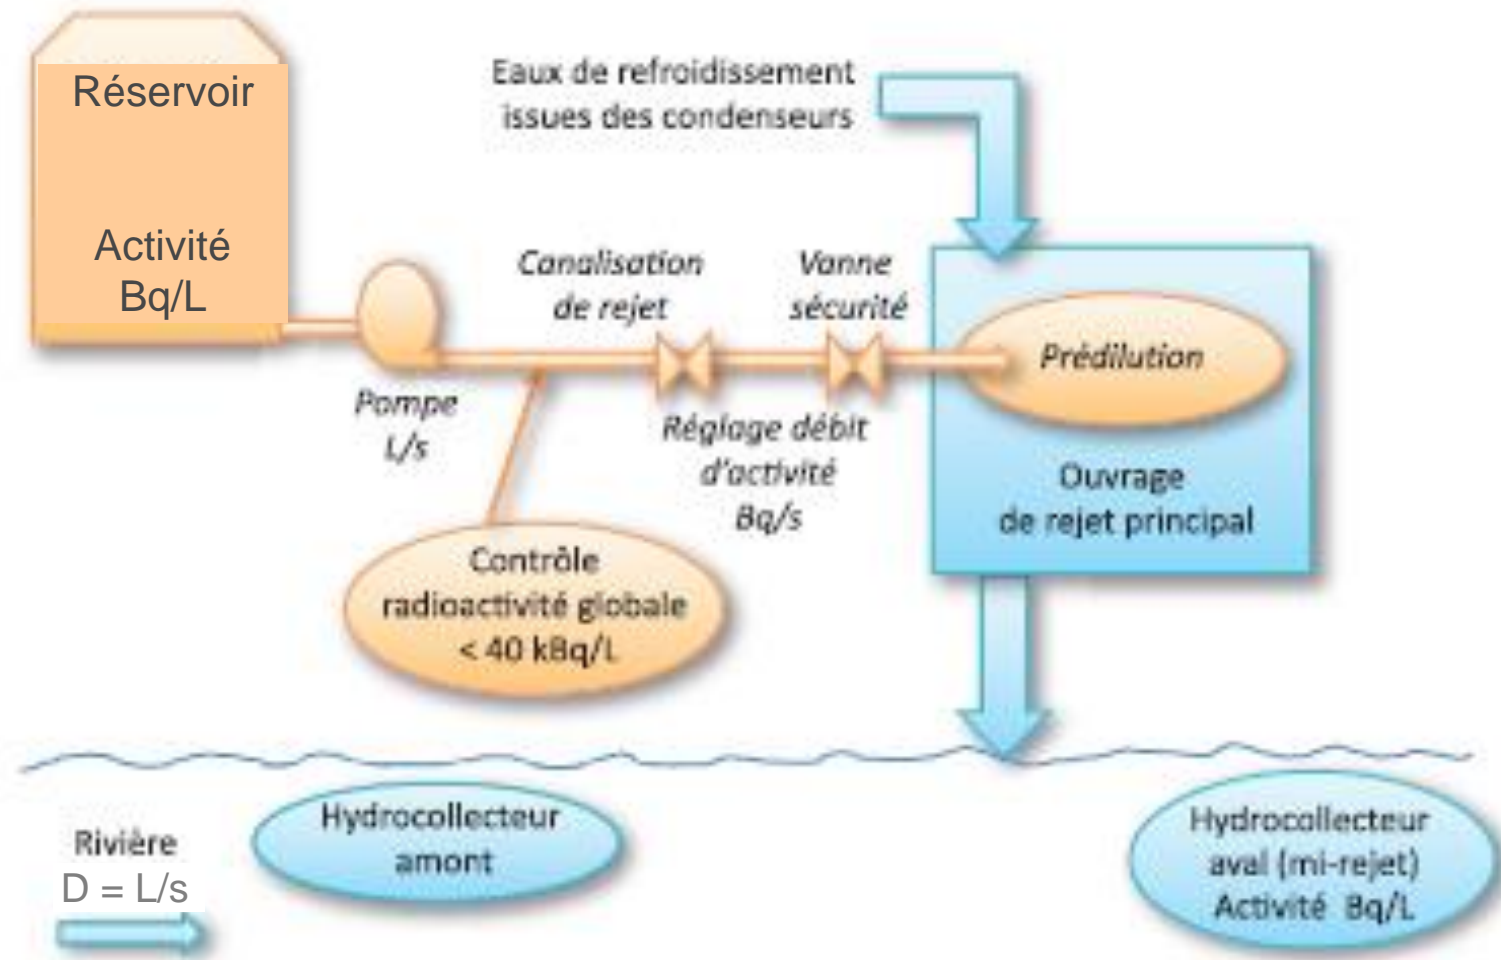 Réservoir
Activité
Bq/L
Eaux de refroidissement
issues des condenseurs
Canalisation
de rejet
Vanne
sécurité
Pompe
L/s
Réglage débit
d'activité
Bq/s
Prédilution
Ouvrage
de rejet principal
Contrôle
radioactivité globale
< 40 kBq/L
Rivière
D = L/s
Hydrocollecteur
amont
Hydrocollecteur
aval (mi-rejet)
Activité Bq/L